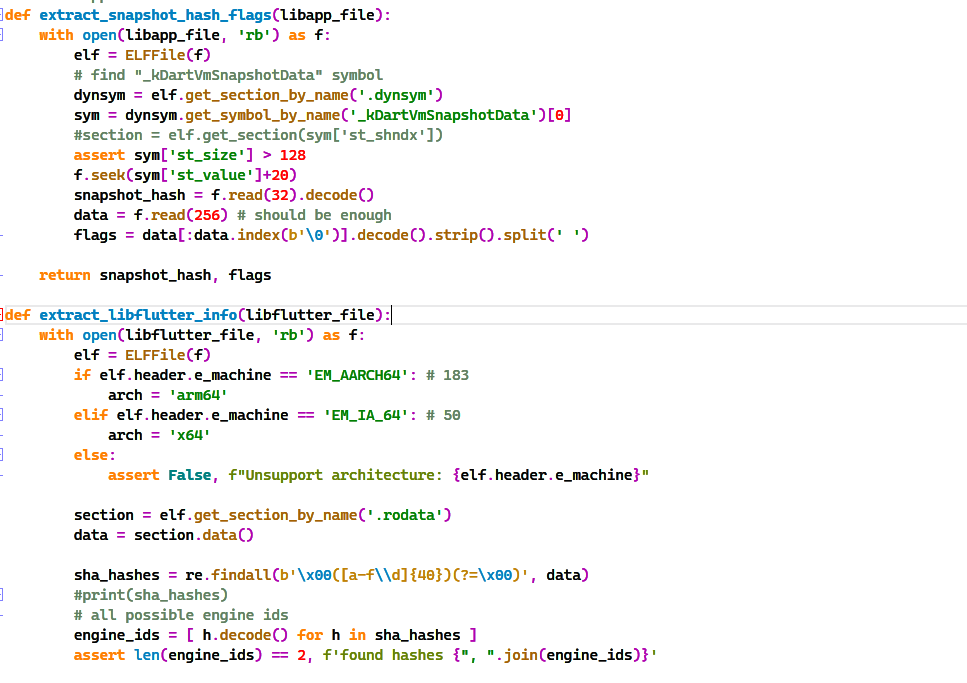 def extract_snapshot_hash_flags(libapp_file):
    with open(libapp_file, 'rb') as f:
        elf = ELFFile(f)
        # find "_kDartVmSnapshotData" symbol
        dynsym = elf.get_section_by_name('.dynsym')
        sym = dynsym.get_symbol_by_name('_kDartVmSnapshotData')[0]
        #section = elf.get_section(sym['st_shndx'])
        assert sym['st_size'] > 128
        f.seek(sym['st_value']+20)
        snapshot_hash = f.read(32).decode()
        data = f.read(256) # should be enough
        flags = data[:data.index(b'\0')].decode().strip().split(' ')

    return snapshot_hash, flags

def extract_libflutter_info(libflutter_file):
    with open(libflutter_file, 'rb') as f:
        elf = ELFFile(f)
        if elf.header.e_machine == 'EM_AARCH64': # 183
            arch = 'arm64'
        elif elf.header.e_machine == 'EM_IA_64': # 50
            arch = 'x64'
        else:
            assert False, f"Unsupport architecture: {elf.header.e_machine}"

        section = elf.get_section_by_name('.rodata')
        data = section.data()

        sha_hashes = re.findall(b'\x00([a-f\\d]{40})(?=\x00)', data)
        #print(sha_hashes)
        # all possible engine ids
        engine_ids = [ h.decode() for h in sha_hashes ]
        assert len(engine_ids) == 2, f'found hashes {", ".join(engine_ids)}'